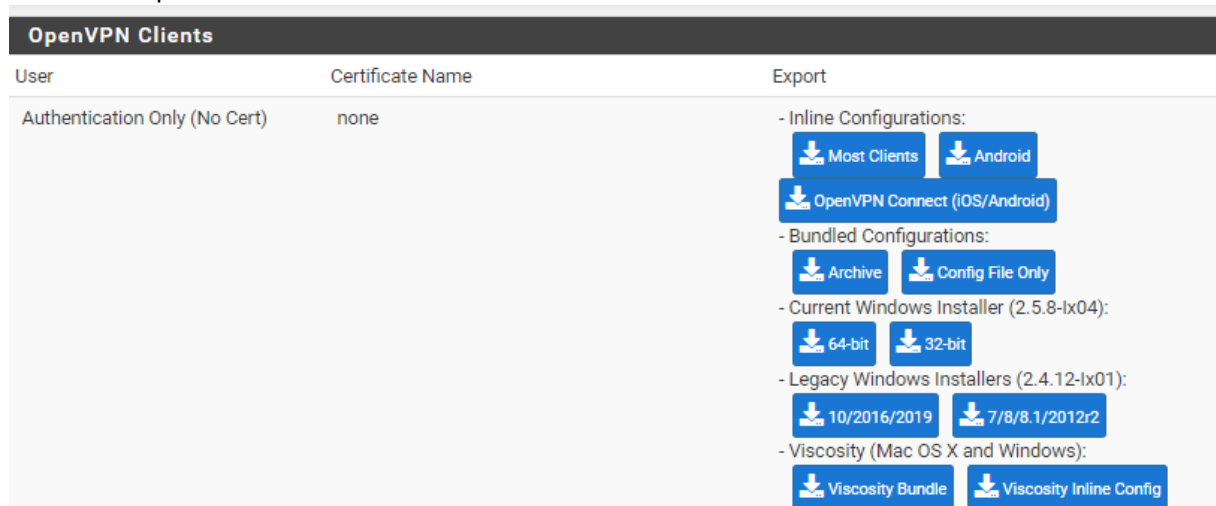 OpenVPN Clients
User Certificate Name Export
Authentication Only (No Cert) none - Inline Configurations:
Most Clients Android
OpenVPN Connect (iOS/Android)
- Bundled Configurations:
Archive Config File Only
- Current Windows Installer (2.5.8-Ix04):
64-bit 32-bit
- Legacy Windows Installers (2.4.12-Ix01):
10/2016/2019 7/8/8.1/2012r2
- Viscosity (Mac OS X and Windows):
Viscosity Bundle Viscosity Inline Config